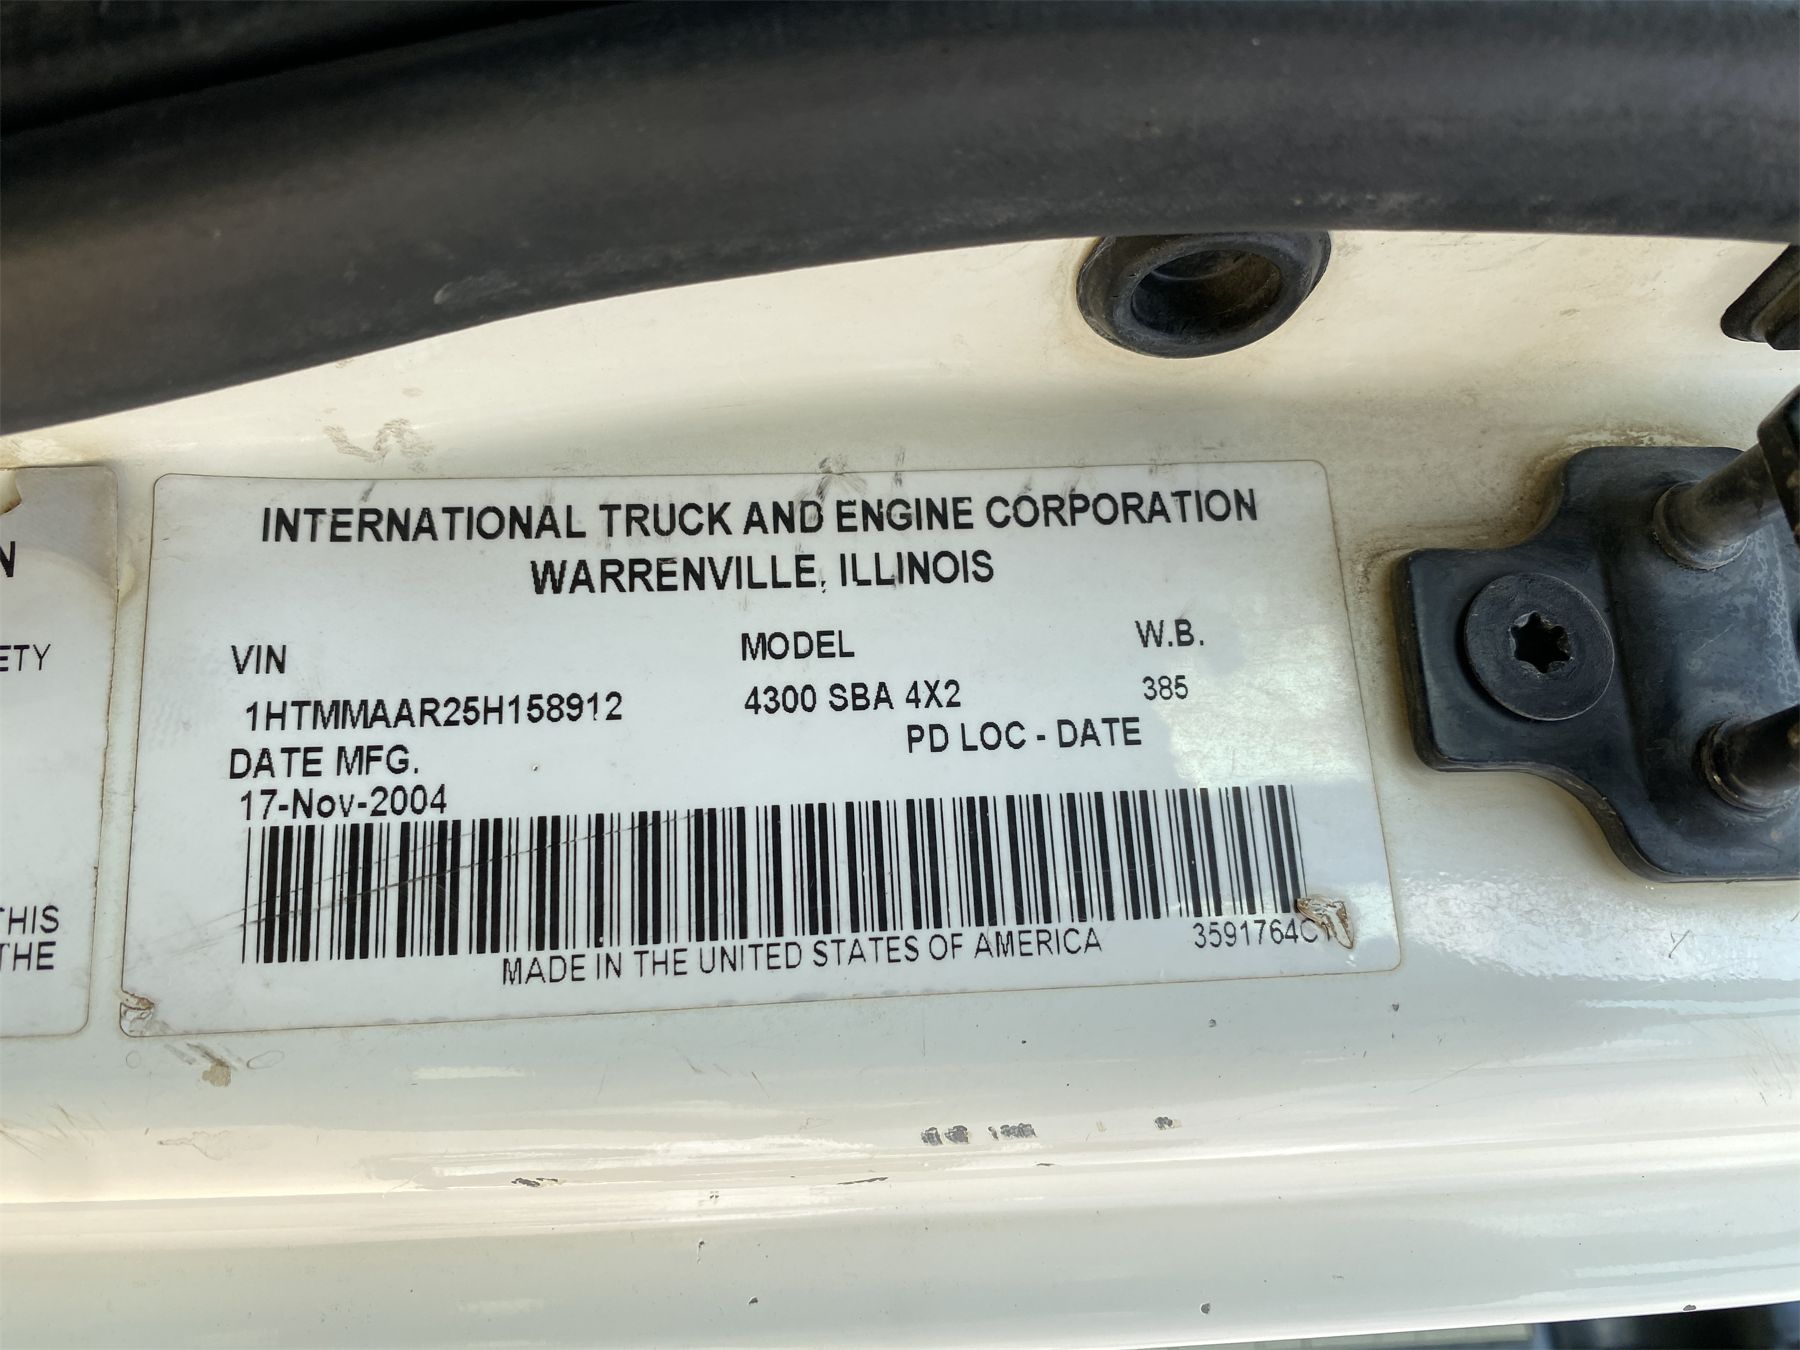 INTERNATIONAL TRUCK AND ENGINE CORPORATION
WARRENVILLE, ILLINOIS
VIN MODEL W.B.
1HTMMAAR25H158912 4300 SBA 4X2 385
DATE MFG. PD LOC - DATE
17-Nov-2004
MADE IN THE UNITED STATES OF AMERICA 3591764C
N
ETY
THIS
THE